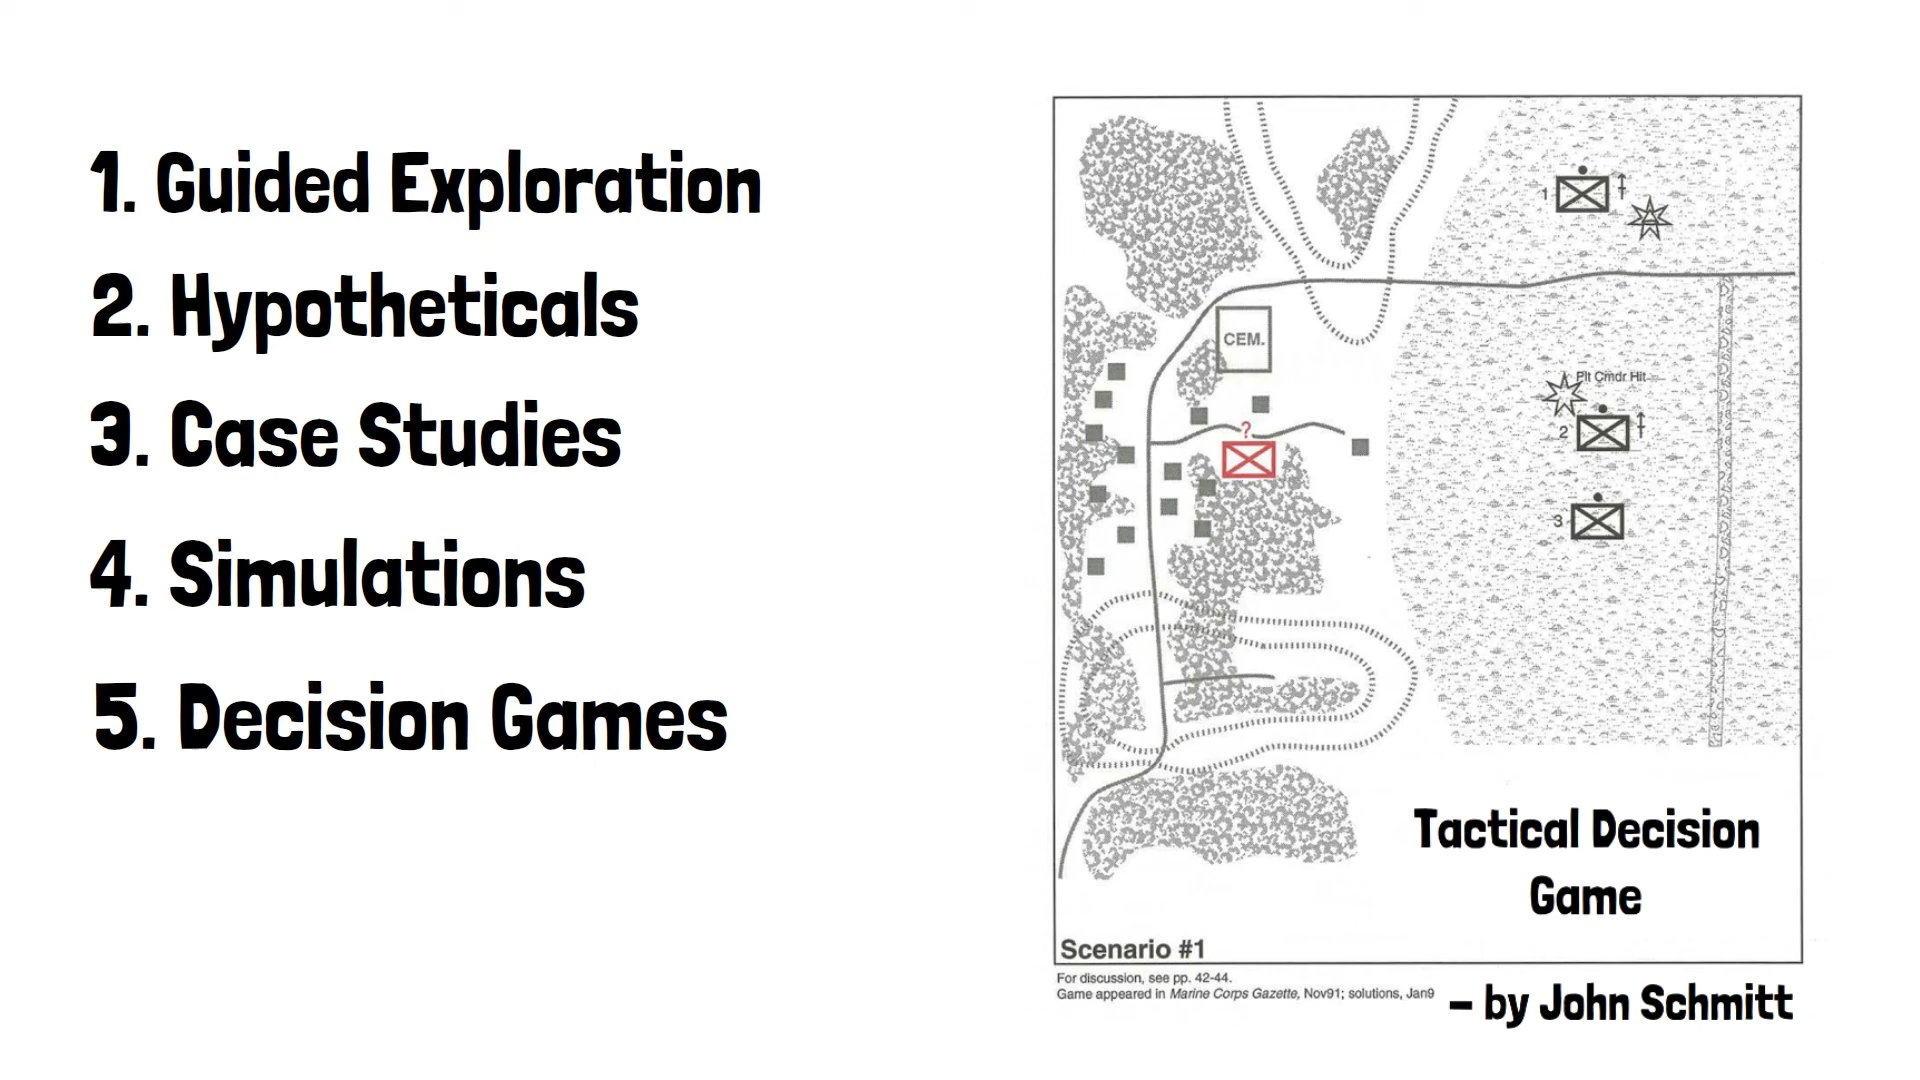 1. Guided Exploration
2. Hypotheticals
3. Case Studies
4. Simulations
5. Decision Games
1
CEM.
Plt Cmdr Hit
2
?
3
Tactical Decision
Game
Scenario #1
For discussion, see pp. 42-44.
Game appeared in Marine Corps Gazette, Nov91; solutions, Jan9
– by John Schmitt